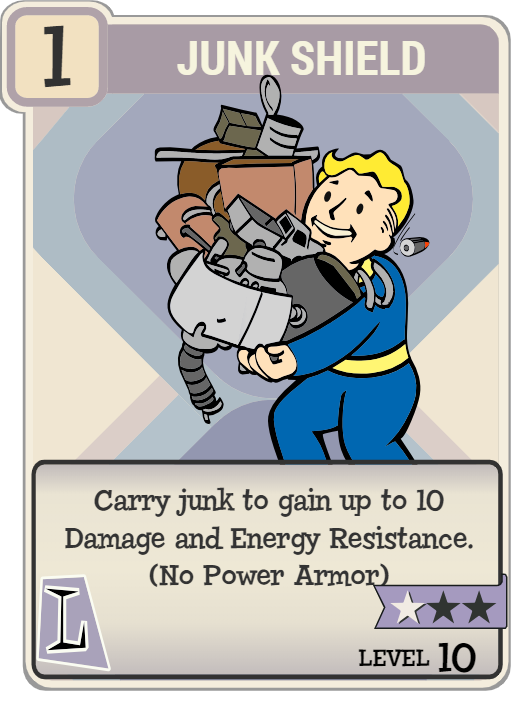 1
JUNK SHIELD
Carry junk to gain up to 10
Damage and Energy Resistance.
(No Power Armor)
L
LEVEL 10